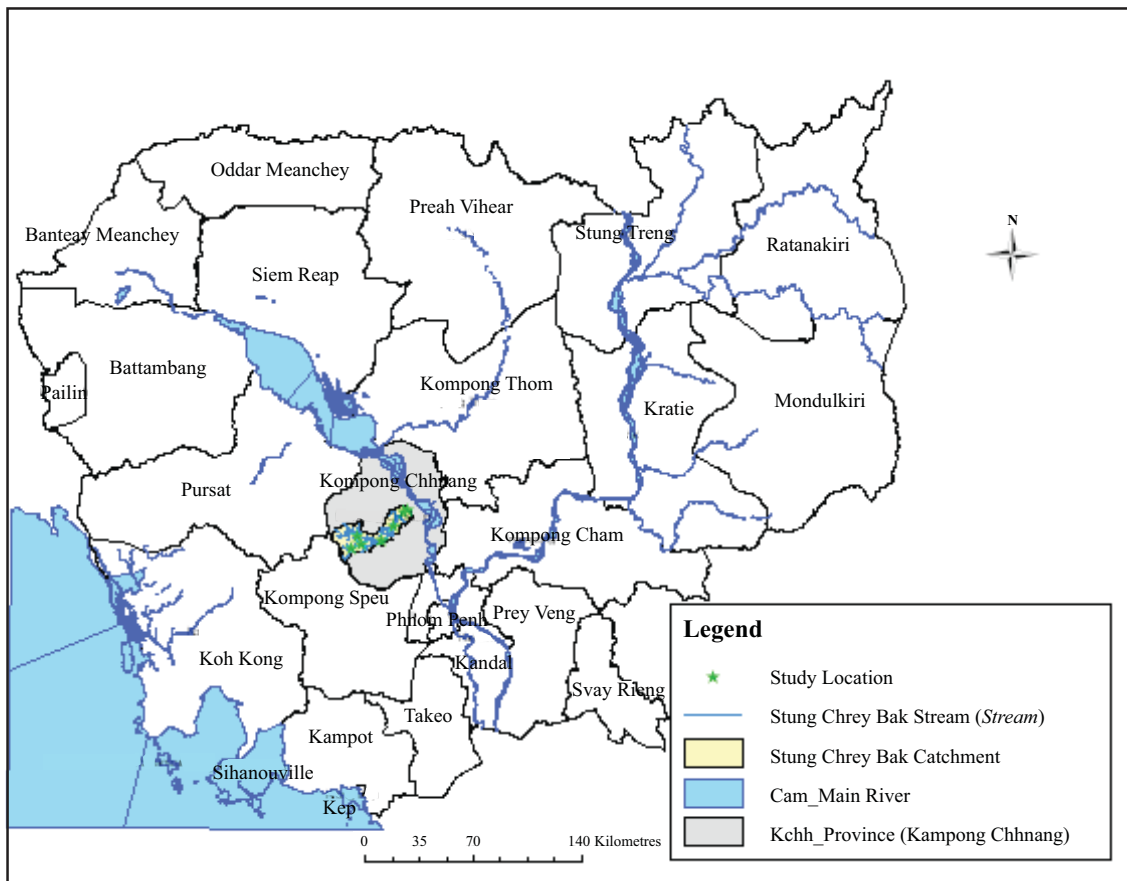 Oddar Meanchey
Preah Vihear
Stung Treng
Banteay Meanchey
Ratanakiri
N
Siem Reap
Battambang
Pailin
Kompong Thom
Kratie
Mondulkiri
Kompong Chhnang
Pursat
Kompong Cham
Kompong Speu
Phnom Penh
Prey Veng
Koh Kong
Kandal
Svay Rieng
Takeo
Kampot
Sihanouville
Kep
Legend
Study Location
Stung Chrey Bak Stream (Stream)
Stung Chrey Bak Catchment
Cam_Main River
Kchh_Province (Kampong Chhnang)
0 35 70 140 Kilometres